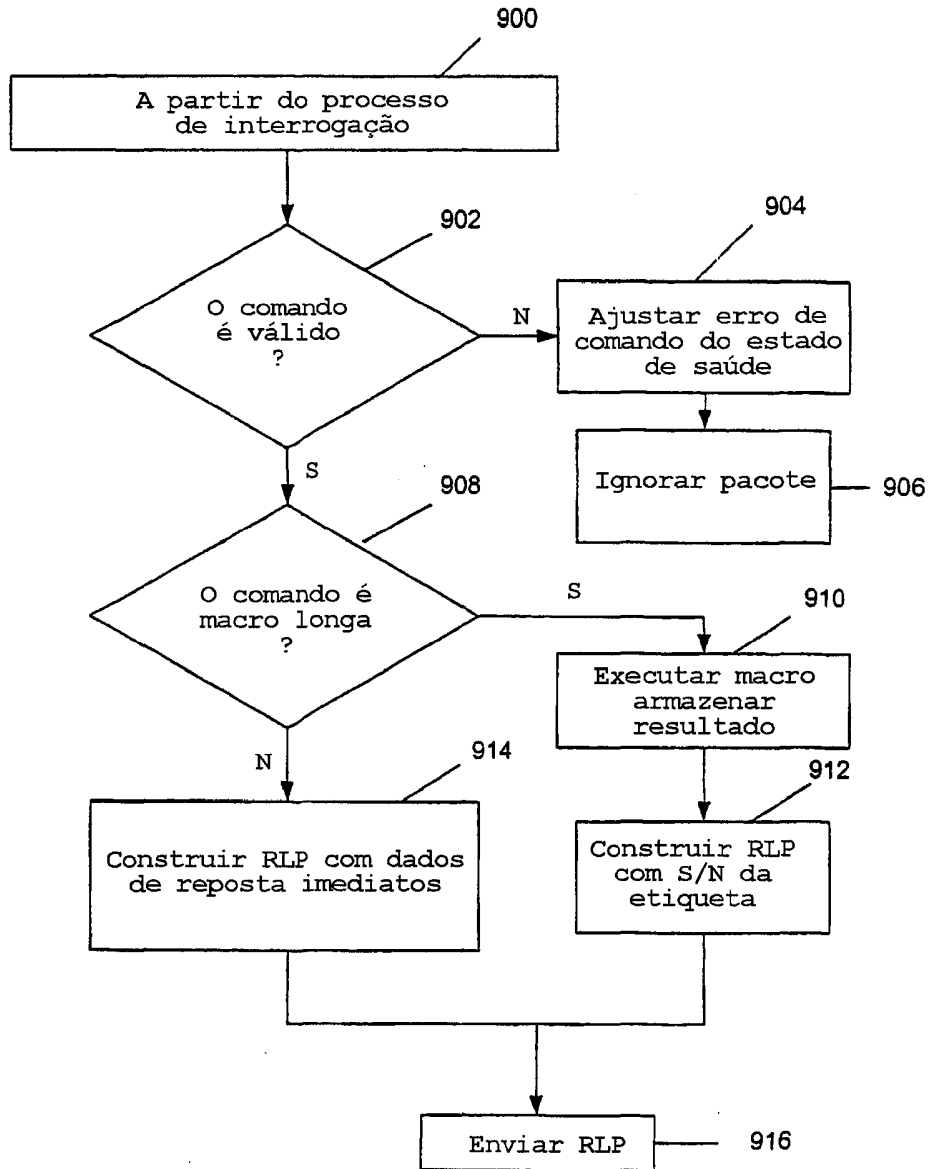 900
A partir do processo
de interrogação
902
O comando
é válido
?
N
904
Ajustar erro de
comando do estado
de saúde
S
Ignorar pacote
906
908
O comando é
macro longa
?
S
910
Executar macro
armazenar
resultado
N
914
Construir RLP com dados
de reposta imediatos
912
Construir RLP
com S/N da
etiqueta
Enviar RLP
916